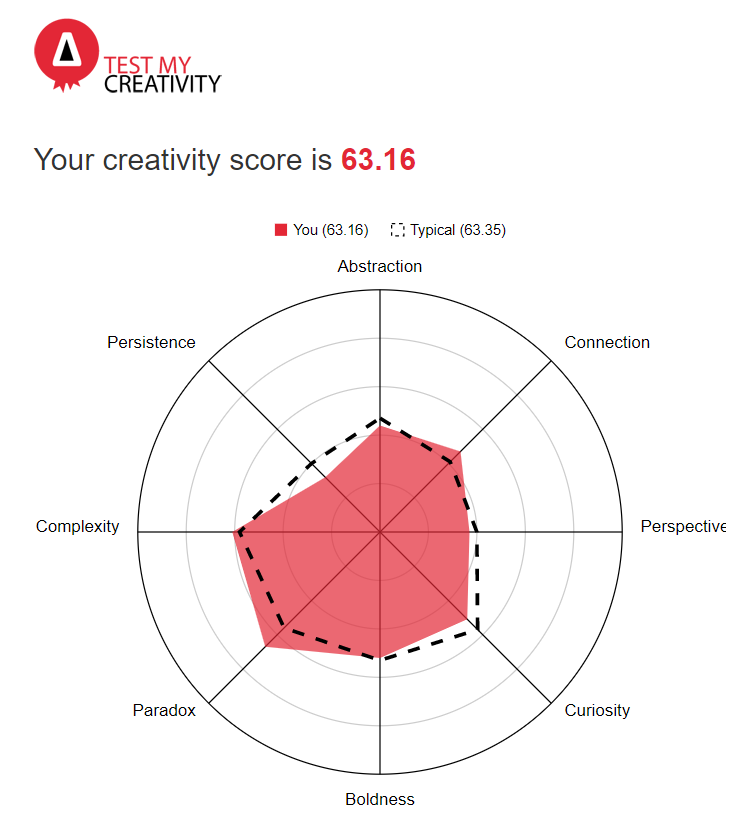 TEST MY
CREATIVITY
Your creativity score is 63.16
You (63.16) Typical (63.35)
Abstraction
Persistence Connection
Complexity Perspective
Paradox Curiosity
Boldness